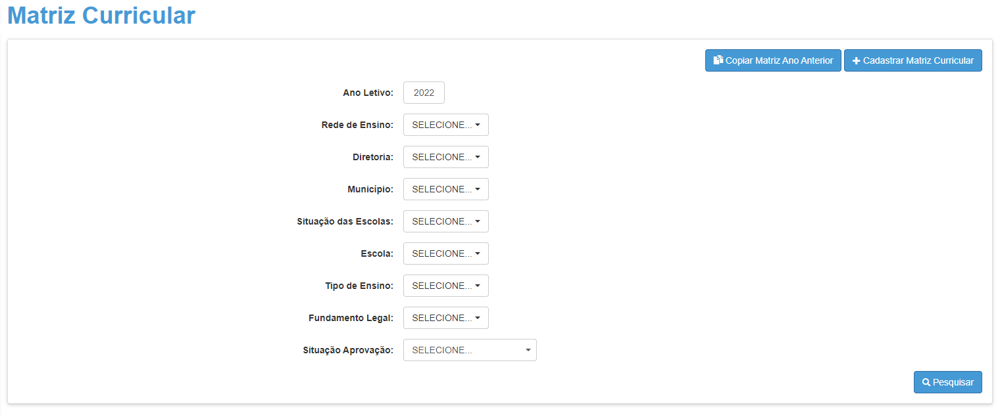 Matriz Curricular
Copiar Matriz Ano Anterior
Cadastrar Matriz Curricular
Ano Letivo: 2022
Rede de Ensino: SELECIONE...
Diretoria: SELECIONE...
Município: SELECIONE...
Situação das Escolas: SELECIONE...
Escola: SELECIONE...
Tipo de Ensino: SELECIONE...
Fundamento Legal: SELECIONE...
Situação Aprovação: SELECIONE...
Pesquisar